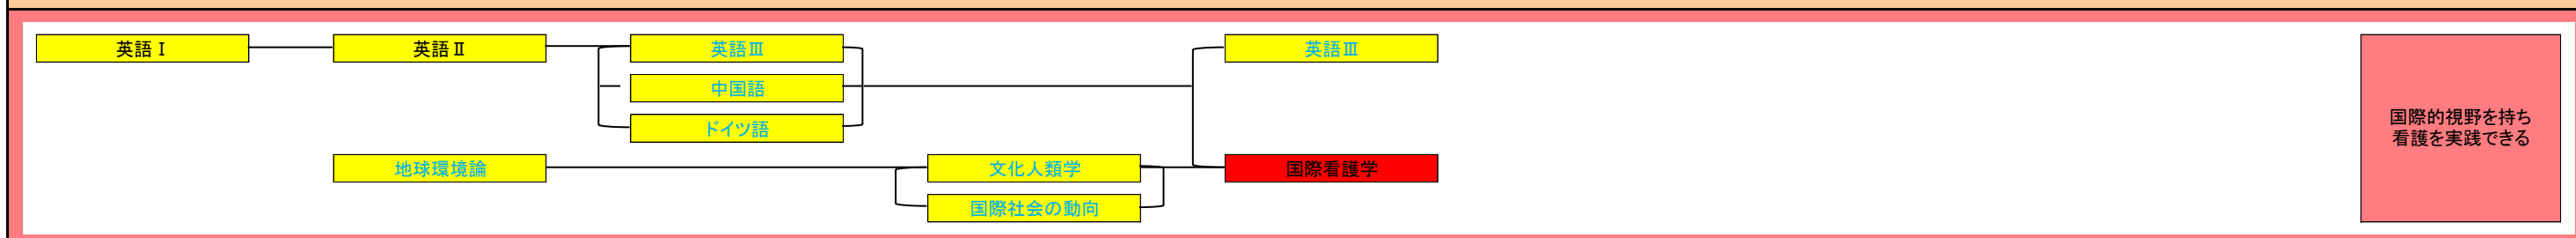 英語Ⅰ
英語Ⅱ
英語Ⅲ
英語Ⅲ
中国語
ドイツ語
地球環境論
文化人類学
国際看護学
国際社会の動向
国際的視野を持ち
看護を実践できる